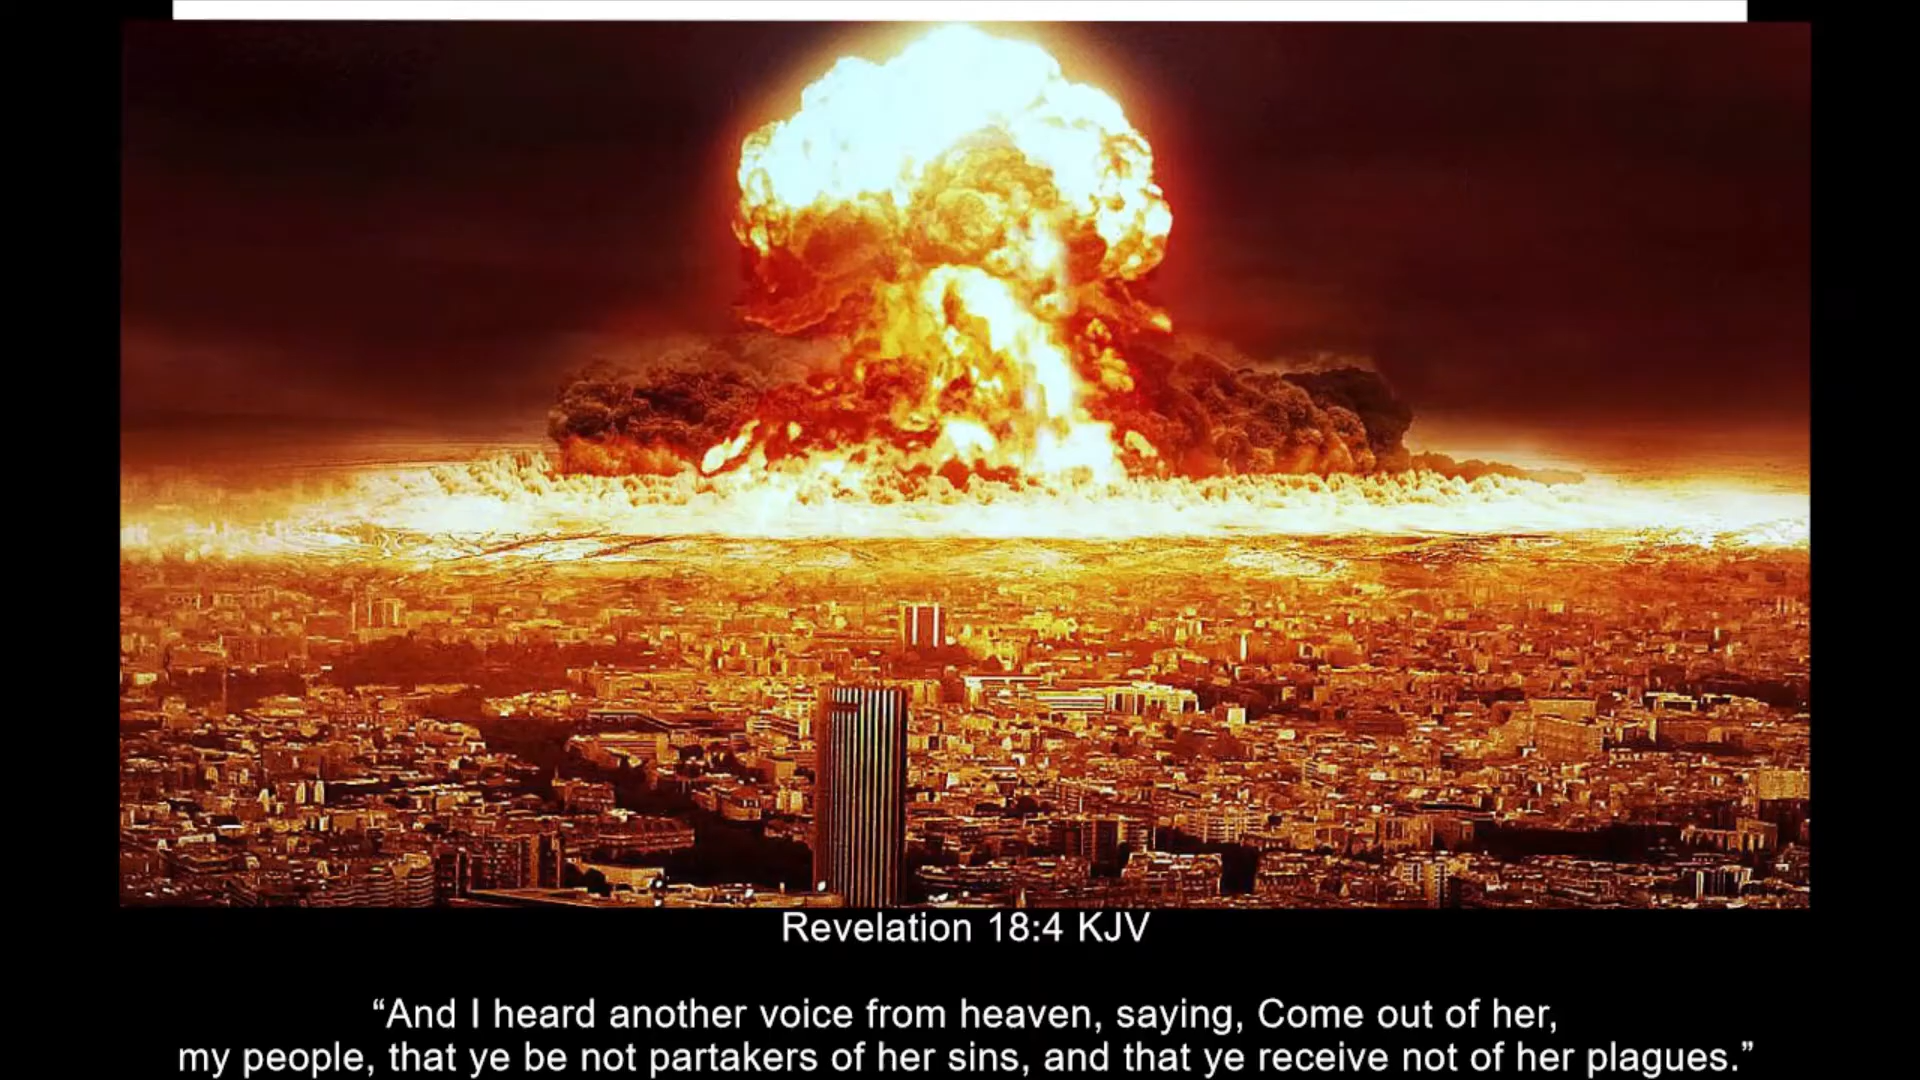 Revelation 18:4 KJV
“And I heard another voice from heaven, saying, Come out of her,
my people, that ye be not partakers of her sins, and that ye receive not of her plagues.”